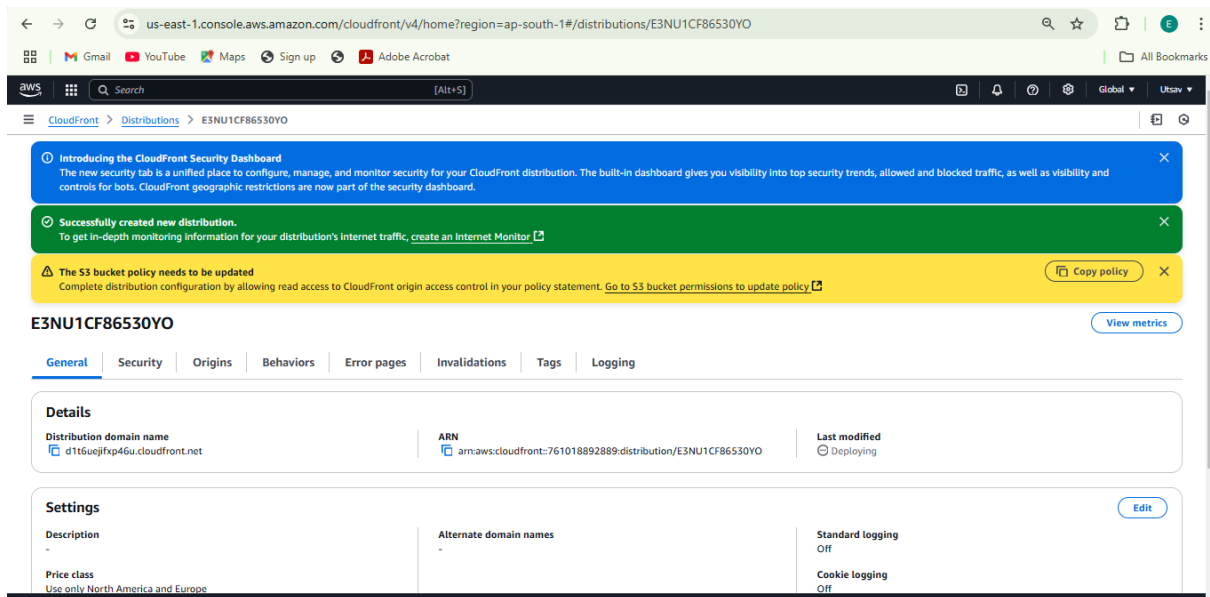 us-east-1.console.aws.amazon.com/cloudfront/v4/home?region=ap-south-1#/distributions/E3NU1CF86530YO
E
Gmail YouTube Maps Sign up Adobe Acrobat All Bookmarks
aws Search [Alt+S] Global Utsav
CloudFront > Distributions > E3NU1CF86530YO
Introducing the CloudFront Security Dashboard
The new security tab is a unified place to configure, manage, and monitor security for your CloudFront distribution. The built-in dashboard gives you visibility into top security trends, allowed and blocked traffic, as well as visibility and
controls for bots. CloudFront geographic restrictions are now part of the security dashboard.
Successfully created new distribution.
To get in-depth monitoring information for your distribution's internet traffic, create an Internet Monitor
The S3 bucket policy needs to be updated
Complete distribution configuration by allowing read access to CloudFront origin access control in your policy statement. Go to S3 bucket permissions to update policy
Copy policy
E3NU1CF86530YO
View metrics
General Security Origins Behaviors Error pages Invalidations Tags Logging
Details
Distribution domain name ARN Last modified
d1t6uejifxp46u.cloudfront.net arn:aws:cloudfront::761018892889:distribution/E3NU1CF86530YO Deploying
Settings Edit
Description Alternate domain names Standard logging
- - Off
Price class Cookie logging
Use only North America and Europe Off